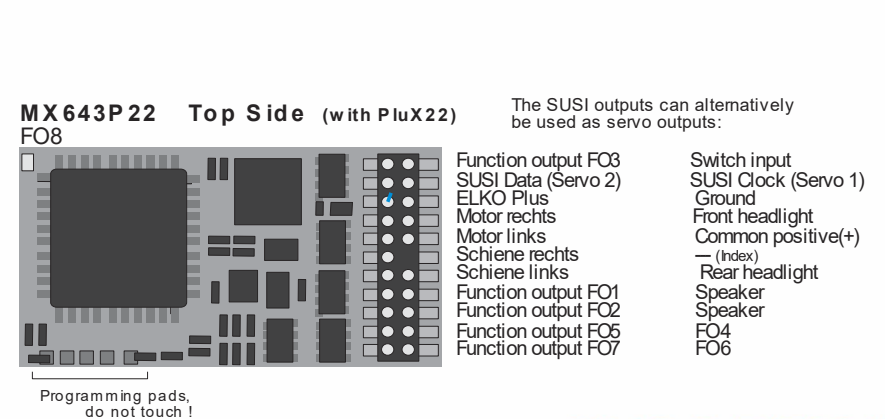 MX643P22 Top Side (with PluX22)
FO8
The SUSI outputs can alternatively
be used as servo outputs:
Function output FO3 Switch input
SUSI Data (Servo 2) SUSI Clock (Servo 1)
ELKO Plus Ground
Motor rechts Front headlight
Motor links Common positive(+)
Schiene rechts — (Index)
Schiene links Rear headlight
Function output FO1 Speaker
Function output FO2 Speaker
Function output FO5 FO4
Function output FO7 FO6
Programming pads,
do not touch !